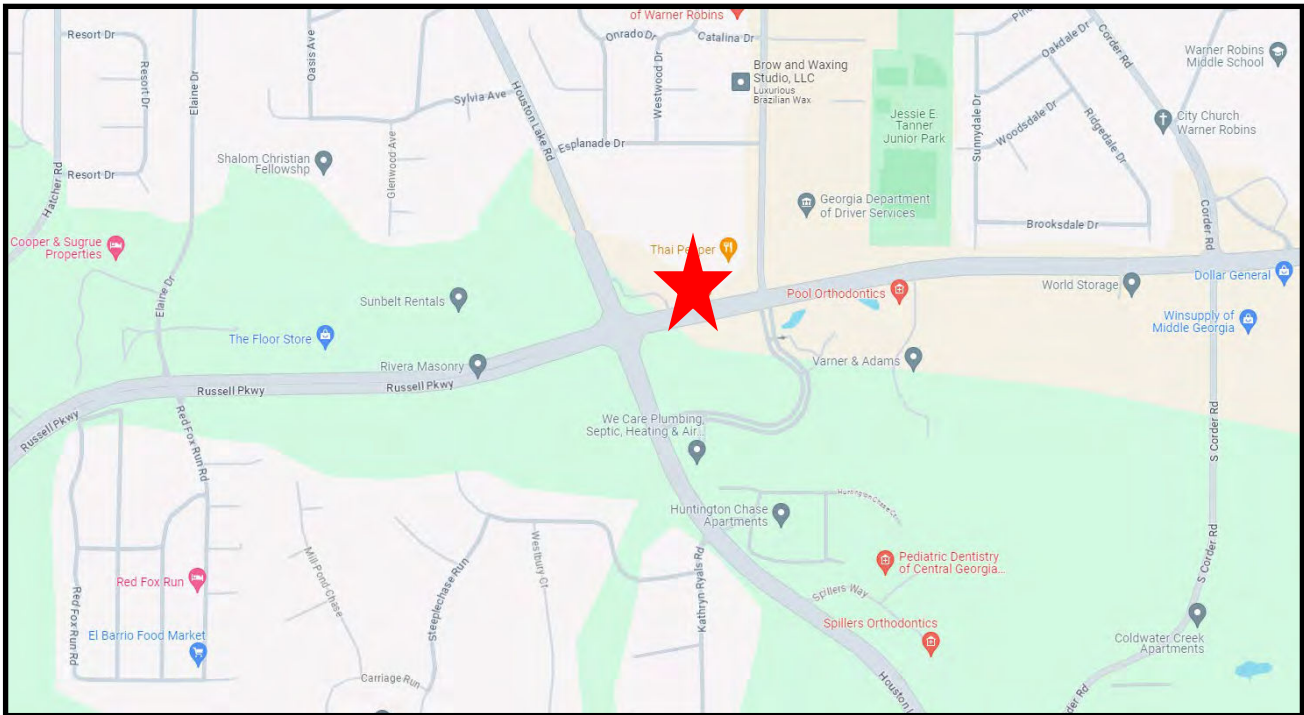 of Warner Robins
Resort Dr
Resort Dr
Elaine Dr
Oasis Ave
Sylvia Ave
Houston Lake Rd
Onrado Dr
Catalina Dr
Westwood Dr
Brow and Waxing
Studio, LLC
Luxurious
Brazilian Wax
Oakdale Dr
Corder Rd
Warner Robins
Middle School
Jessie E.
Tanner
Junior Park
Sunnydale Dr
Woodsdale Dr
Ridgedale Dr
City Church
Warner Robins
Esplanade Dr
Shalom Christian
Fellowshp
Glenwood Ave
Resort Dr
Hatcher Rd
Georgia Department
of Driver Services
Brooksdale Dr
Corder Rd
Cooper & Sugrue
Properties
Thai
Elaine Dr
Sunbelt Rentals
Pool Orthodontics
World Storage
Dollar General
Winsupply of
Middle Georgia
The Floor Store
Rivera Masonry
Varner & Adams
Russell Pkwy
Russell Pkwy
Russell Pkwy
Red Fox Run Rd
We Care Plumbing,
Septic, Heating & Air...
S Corder Rd
Huntington Chase
Apartments
Huntington Chase
Mill Pond Chase
Steeplechase Run
Westbury Ct
Kathryn Ryals Rd
Pediatric Dentistry
of Central Georgia...
S Corder Rd
Red Fox Run
Red Fox Run Rd
Spillers Way
Spillers Orthodontics
El Barrio Food Market
Coldwater Creek
Apartments
Carriage Run
Houston
der Rd